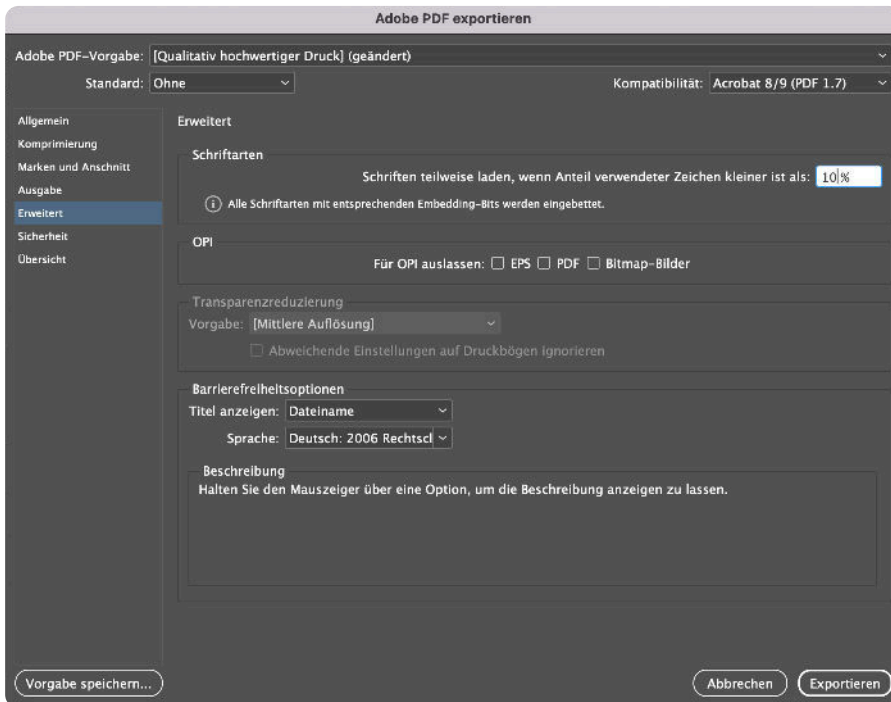 Adobe PDF exportieren
Adobe PDF-Vorgabe: [Qualitativ hochwertiger Druck] (geändert)
Standard: Ohne Kompatibilität: Acrobat 8/9 (PDF 1.7)
Allgemein
Komprimierung
Marken und Anschnitt
Ausgabe
Erweitert
Sicherheit
Übersicht
Erweitert
Schriftarten
Schriften teilweise laden, wenn Anteil verwendeter Zeichen kleiner ist als: 10%
Alle Schriftarten mit entsprechenden Embedding-Bits werden eingebettet.
OPI
Für OPI auslassen: EPS PDF Bitmap-Bilder
Transparenzreduzierung
Vorgabe: [Mittlere Auflösung]
Abweichende Einstellungen auf Druckbögen ignorieren
Barrierefreiheitsoptionen
Titel anzeigen: Dateiname
Sprache: Deutsch: 2006 Rechtscl
Beschreibung
Halten Sie den Mauszeiger über eine Option, um die Beschreibung anzeigen zu lassen.
Vorgabe speichern... Abbrechen Exportieren